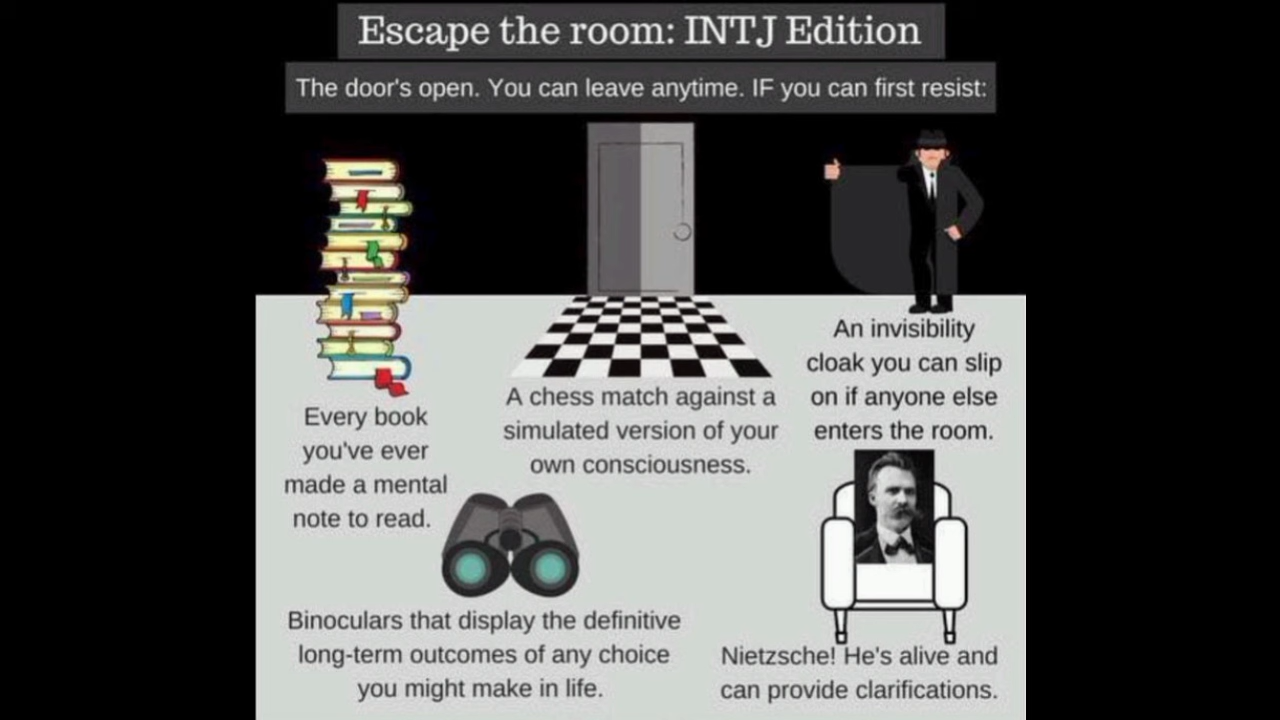 Escape the room: INTJ Edition
The door's open. You can leave anytime. IF you can first resist:
Every book
you've ever
made a mental
note to read.
A chess match against a
simulated version of your
own consciousness.
An invisibility
cloak you can slip
on if anyone else
enters the room.
Binoculars that display the definitive
long-term outcomes of any choice
you might make in life.
Nietzsche! He's alive and
can provide clarifications.